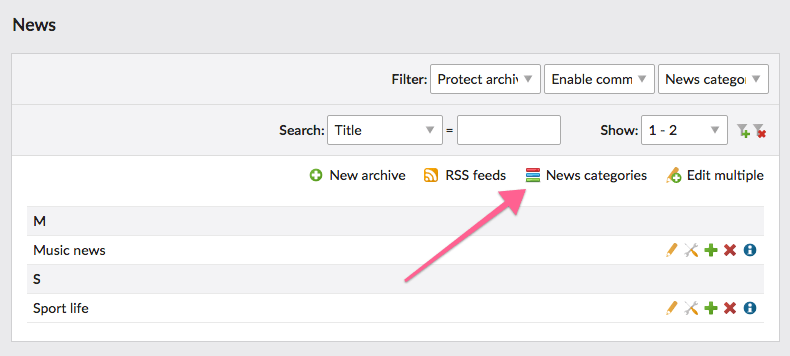 News
Filter: Protect archiv Enable comm News categor
Search: Title = Show: 1 - 2
New archive RSS feeds News categories Edit multiple
M
Music news
S
Sport life